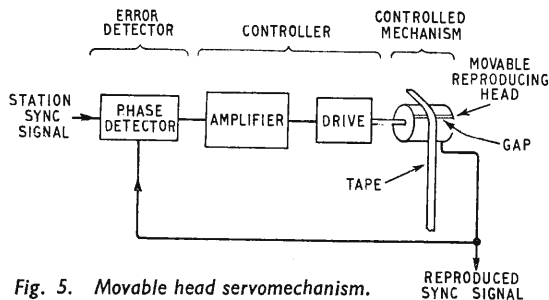 ERROR
DETECTOR
CONTROLLER
CONTROLLED
MECHANISM
STATION
SYNC
SIGNAL
PHASE
DETECTOR
AMPLIFIER
DRIVE
MOVABLE
REPRODUCING
HEAD
GAP
TAPE
REPRODUCED
SYNC SIGNAL
Fig. 5. Movable head servomechanism.